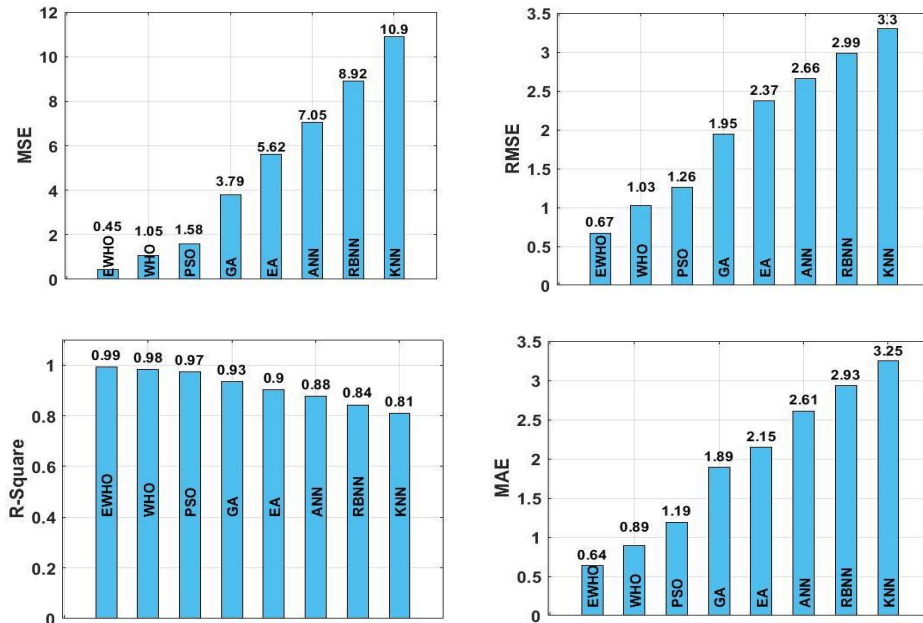 MSE
12
10
8
6
4
2
0
0.45
1.05
1.58
3.79
5.62
7.05
8.92
10.9
EWHO
WHO
PSO
GA
EA
ANN
RBNN
KNN
RMSE
3.5
3
2.5
2
1.5
1
0.5
0
0.67
1.03
1.26
1.95
2.37
2.66
2.99
3.3
EWHO
WHO
PSO
GA
EA
ANN
RBNN
KNN
R-Square
1
0.8
0.6
0.4
0.2
0
0.99
0.98
0.97
0.93
0.9
0.88
0.84
0.81
EWHO
WHO
PSO
GA
EA
ANN
RBNN
KNN
MAE
3.5
3
2.5
2
1.5
1
0.5
0
0.64
0.89
1.19
1.89
2.15
2.61
2.93
3.25
EWHO
WHO
PSO
GA
EA
ANN
RBNN
KNN